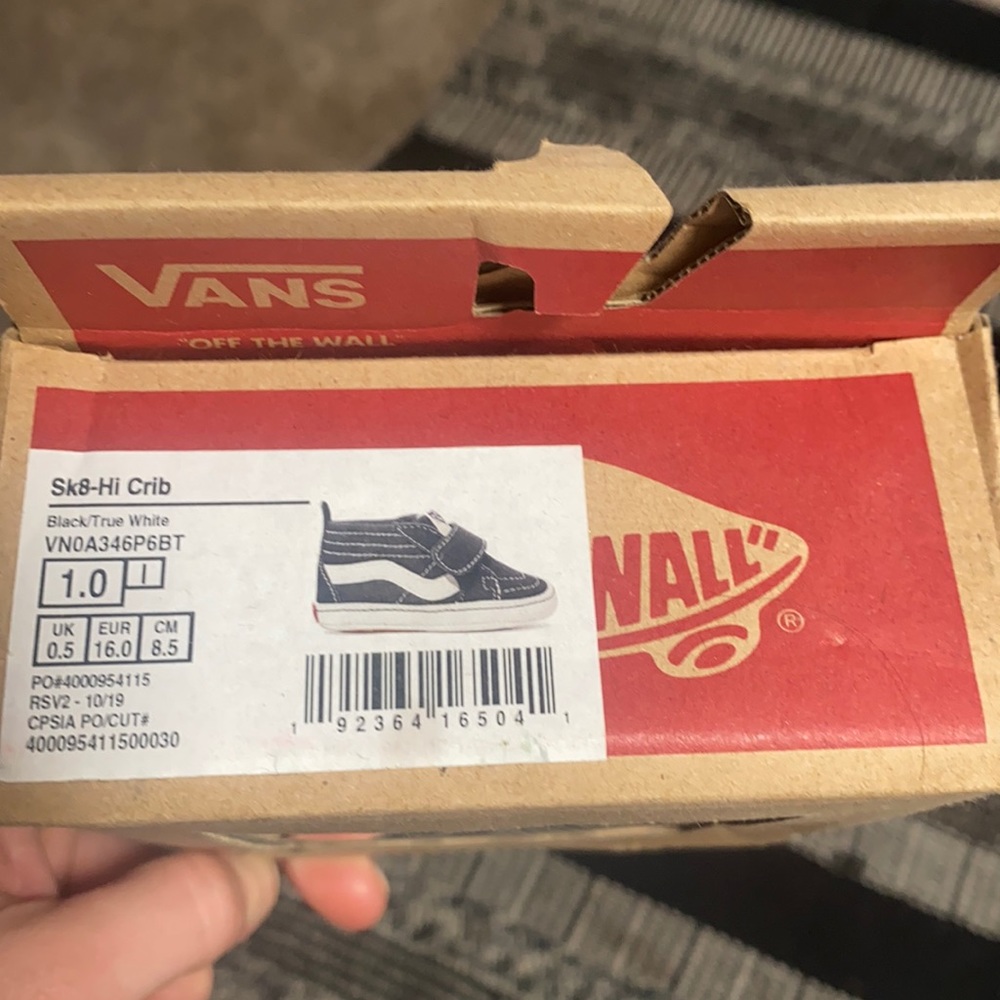 VANS
"OFF THE WALL"
Sk8-Hi Crib
Black/True White
VN0A346P6BT
1.0 I
UK EUR CM
0.5 16.0 8.5
PO#4000954115
RSV2 - 10/19
CPSIA PO/CUT#
400095411500030
1 92364 16504 1
WALL"
®